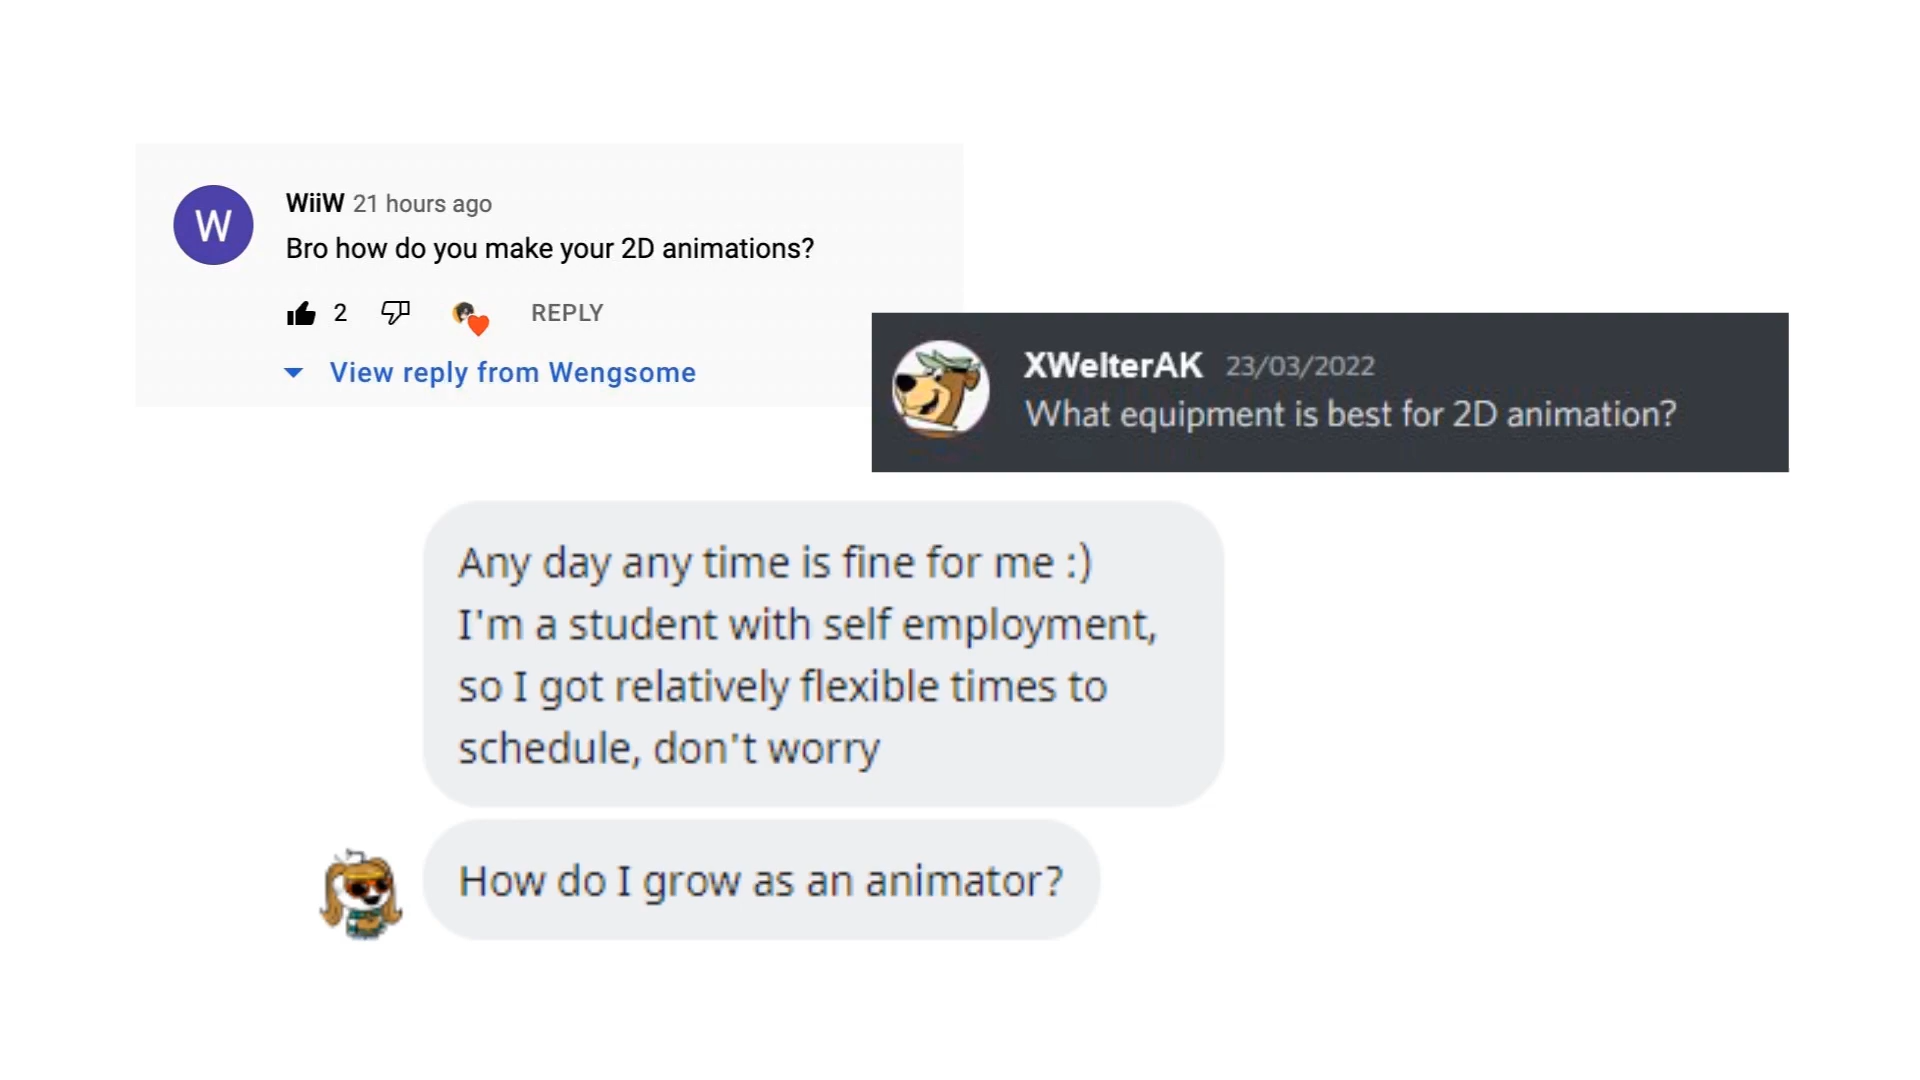 W
WiiW 21 hours ago
Bro how do you make your 2D animations?
2 REPLY
View reply from Wengsome
XWelterAK 23/03/2022
What equipment is best for 2D animation?
Any day any time is fine for me :)
I'm a student with self employment,
so I got relatively flexible times to
schedule, don't worry
How do I grow as an animator?